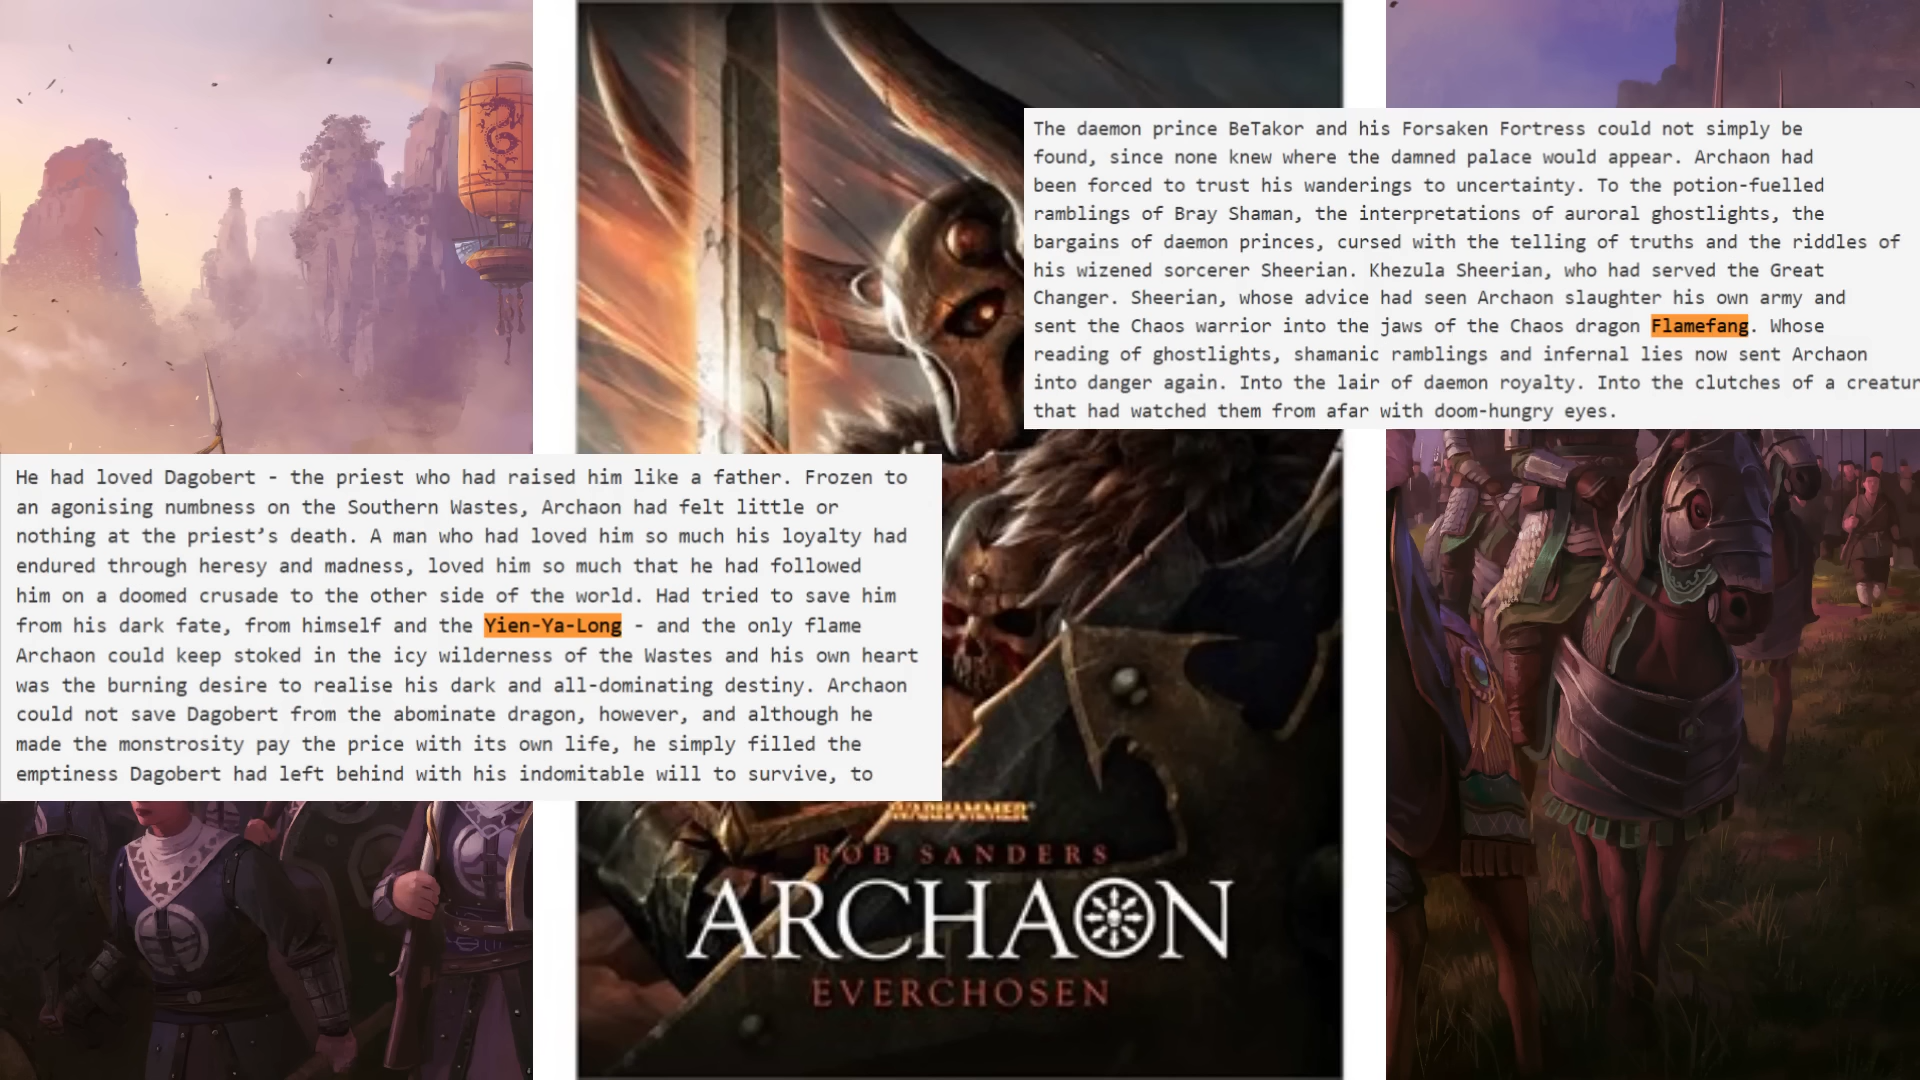 The daemon prince BeTakor and his Forsaken Fortress could not simply be
found, since none knew where the damned palace would appear. Archaon had
been forced to trust his wanderings to uncertainty. To the potion-fuelled
ramblings of Bray Shaman, the interpretations of auroral ghostlights, the
bargains of daemon princes, cursed with the telling of truths and the riddles of
his wizened sorcerer Sheerian. Khezula Sheerian, who had served the Great
Changer. Sheerian, whose advice had seen Archaon slaughter his own army and
sent the Chaos warrior into the jaws of the Chaos dragon Flamefang. Whose
reading of ghostlights, shamanic ramblings and infernal lies now sent Archaon
into danger again. Into the lair of daemon royalty. Into the clutches of a creatur
that had watched them from afar with doom-hungry eyes.
He had loved Dagobert - the priest who had raised him like a father. Frozen to
an agonising numbness on the Southern Wastes, Archaon had felt little or
nothing at the priest’s death. A man who had loved him so much his loyalty had
endured through heresy and madness, loved him so much that he had followed
him on a doomed crusade to the other side of the world. Had tried to save him
from his dark fate, from himself and the Yien-Ya-Long - and the only flame
Archaon could keep stoked in the icy wilderness of the Wastes and his own heart
was the burning desire to realise his dark and all-dominating destiny. Archaon
could not save Dagobert from the abominate dragon, however, and although he
made the monstrosity pay the price with its own life, he simply filled the
emptiness Dagobert had left behind with his indomitable will to survive, to
WARHAMMER
ROB SANDERS
ARCHAON
EVERCHOSEN